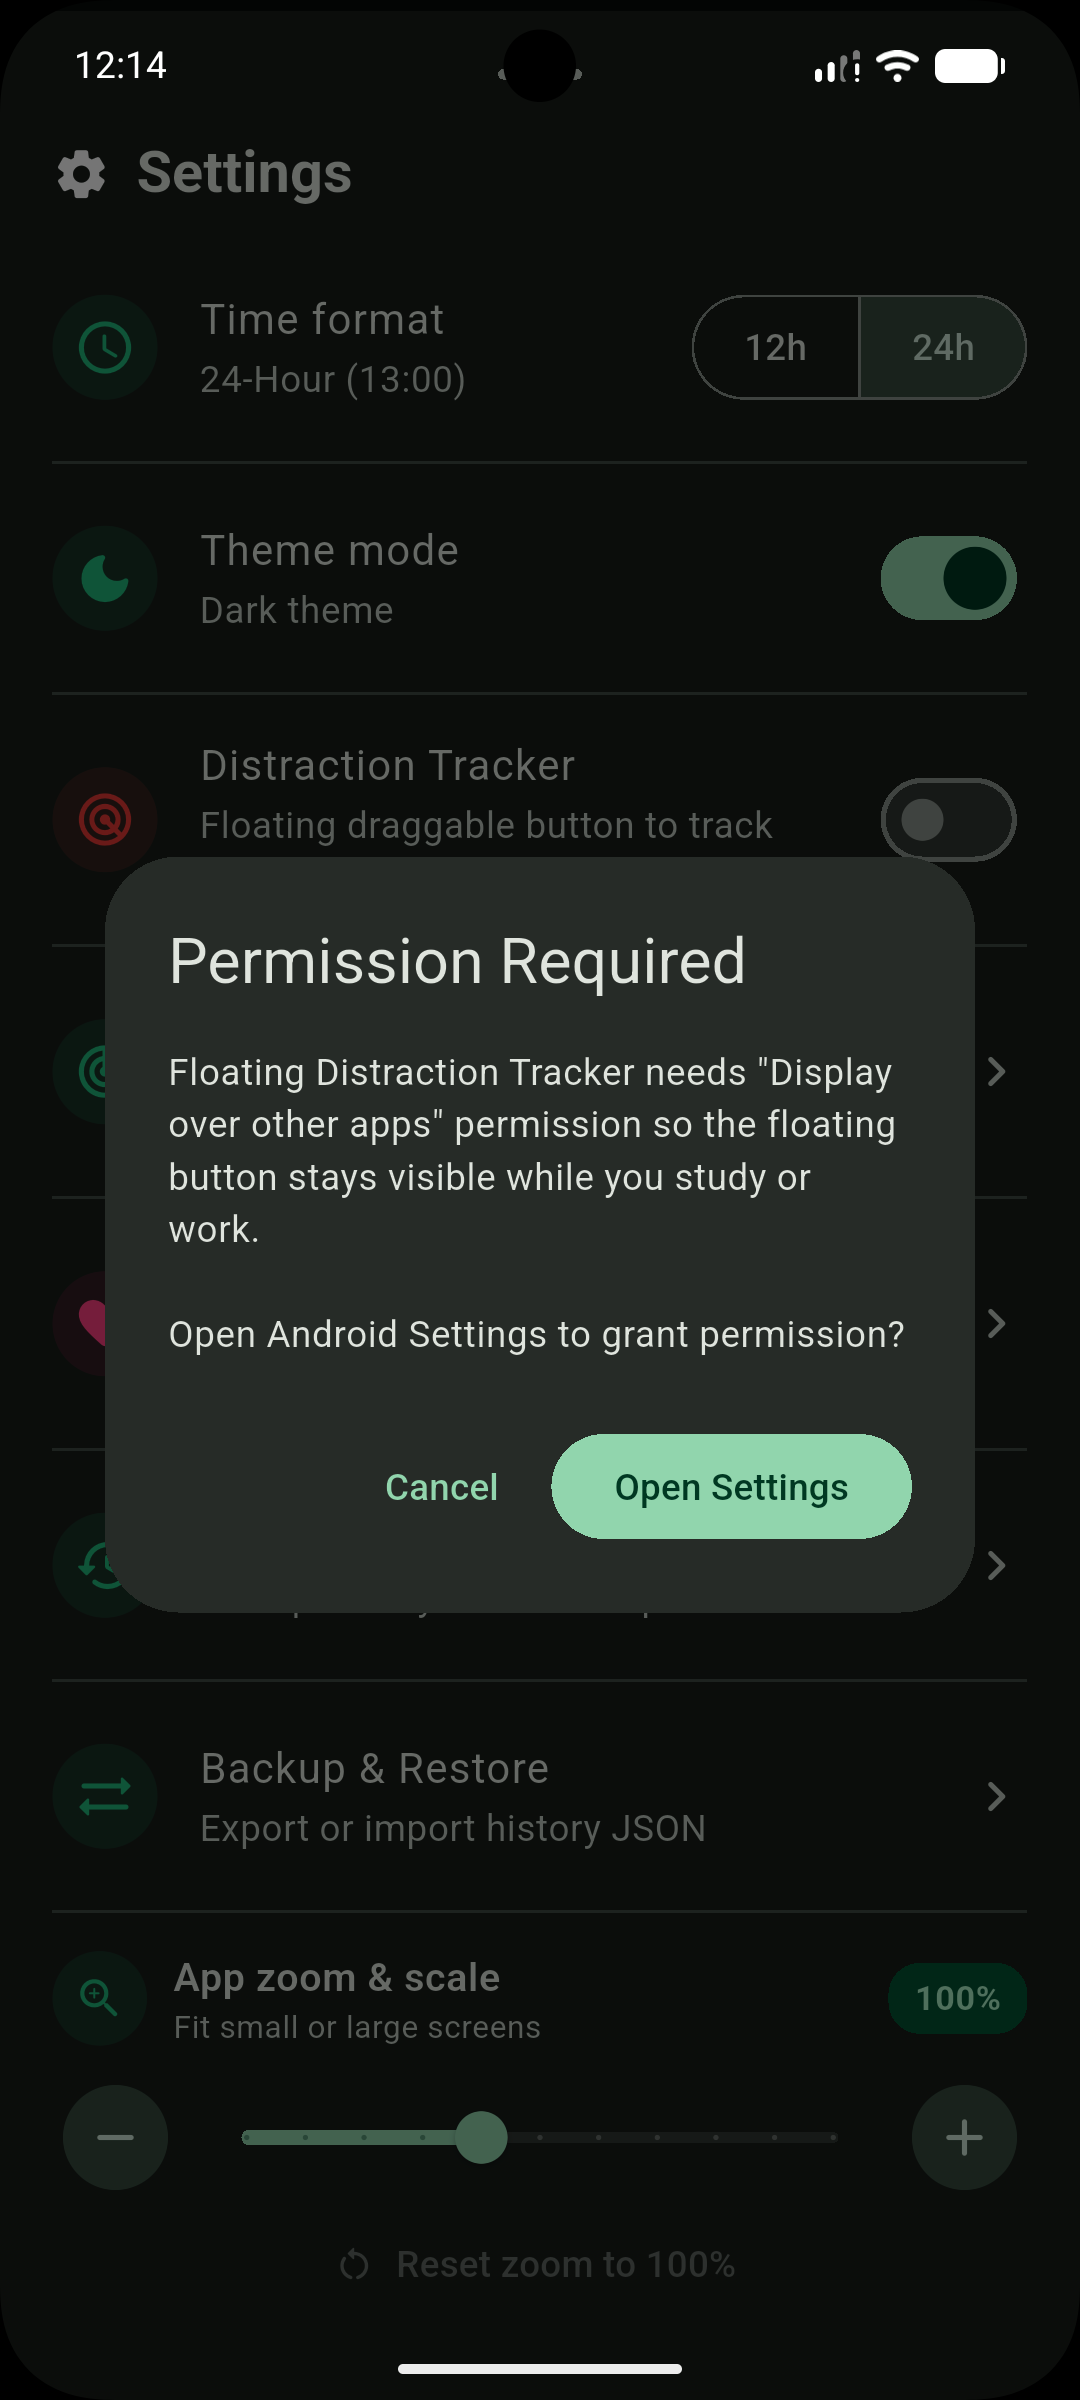 12:14
Settings
Time format
24-Hour (13:00)
12h
24h
Theme mode
Dark theme
Distraction Tracker
Floating draggable button to track
Permission Required
Floating Distraction Tracker needs "Display
over other apps" permission so the floating
button stays visible while you study or
work.
Open Android Settings to grant permission?
Cancel
Open Settings
Backup & Restore
Export or import history JSON
App zoom & scale
Fit small or large screens
100%
Reset zoom to 100%